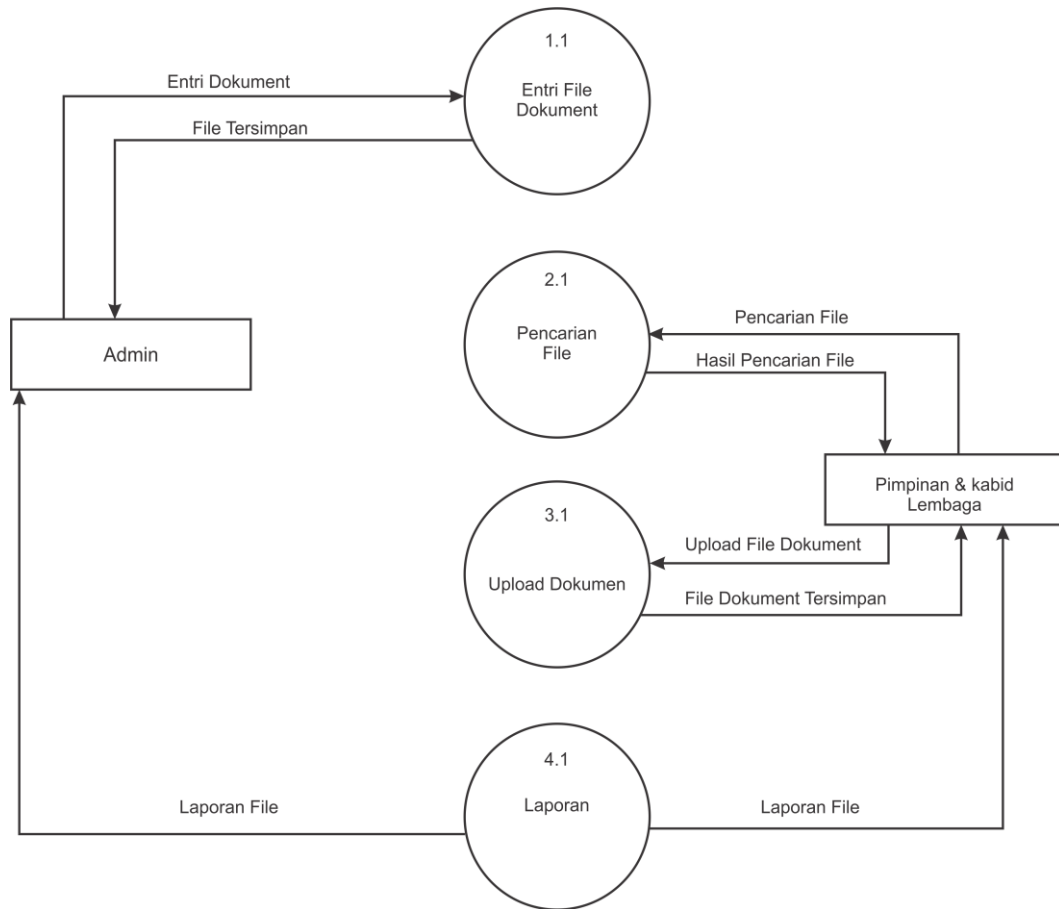 1.1
Entri File
Dokument
Entri Dokument
File Tersimpan
Admin
2.1
Pencarian
File
Pencarian File
Hasil Pencarian File
Pimpinan & kabid
Lembaga
3.1
Upload Dokumen
Upload File Dokument
File Dokument Tersimpan
4.1
Laporan
Laporan File
Laporan File